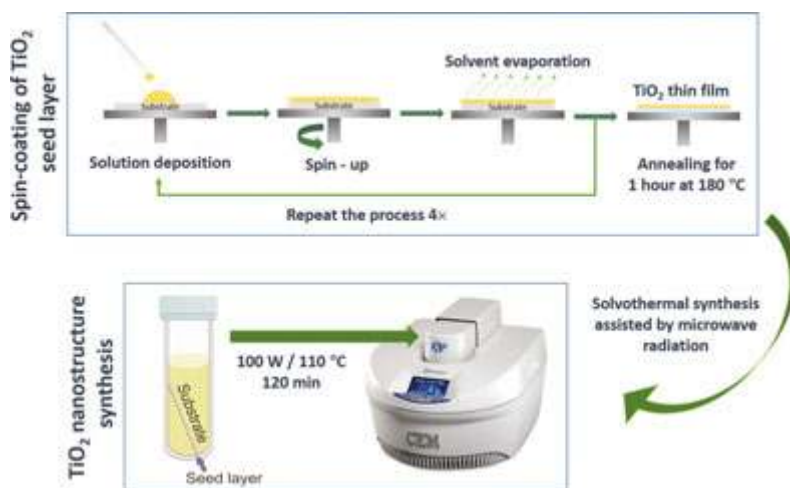 Spin-coating of TiO₂
seed layer
Substrate
Solution deposition
Substrate
Spin - up
Solvent evaporation
Substrate
TiO₂ thin film
Annealing for
1 hour at 180 °C
Repeat the process 4×
Solvothermal synthesis
assisted by microwave
radiation
TiO₂ nanostructure
synthesis
Substrate
Seed layer
100 W / 110 °C
120 min
CEM